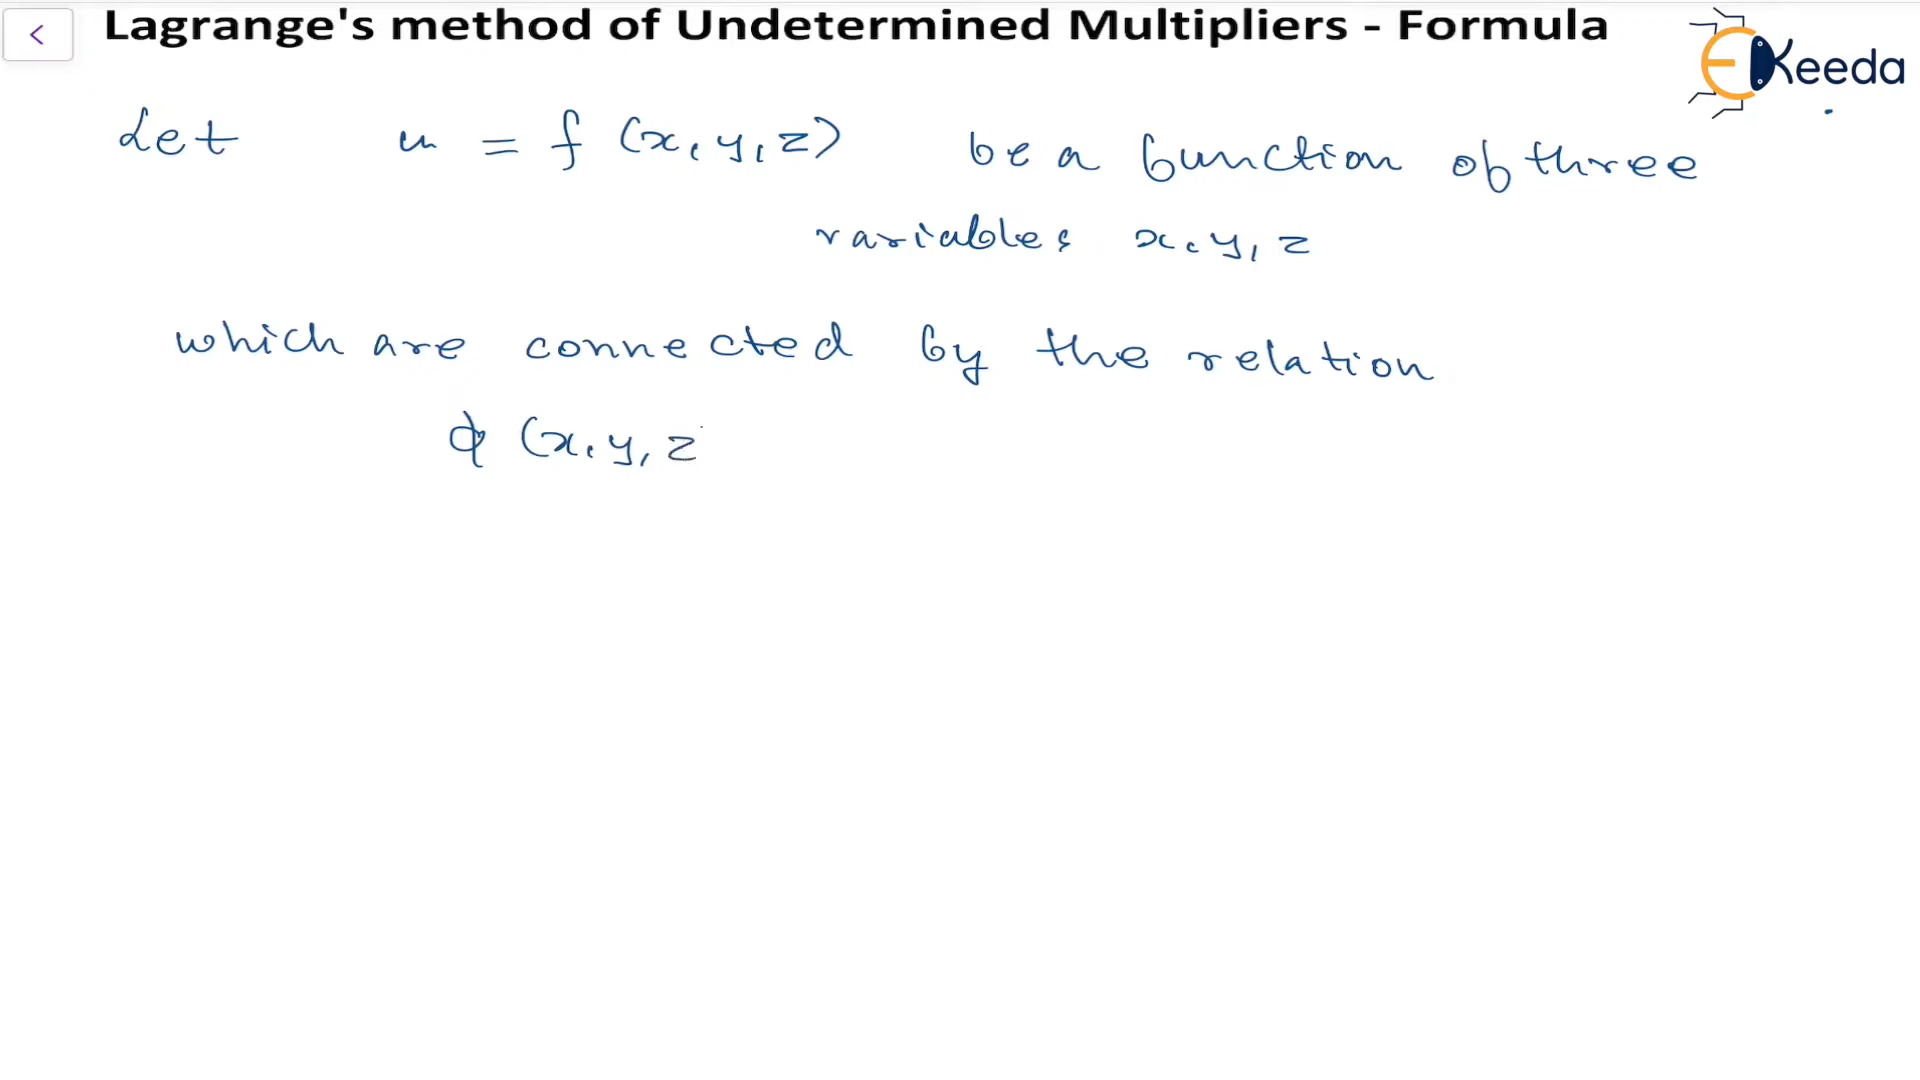 Lagrange's method of Undetermined Multipliers - Formula
EKeeda
Let u = f (x, y, z) be a function of three
variables x, y, z
which are connected by the relation
ϕ (x, y, z